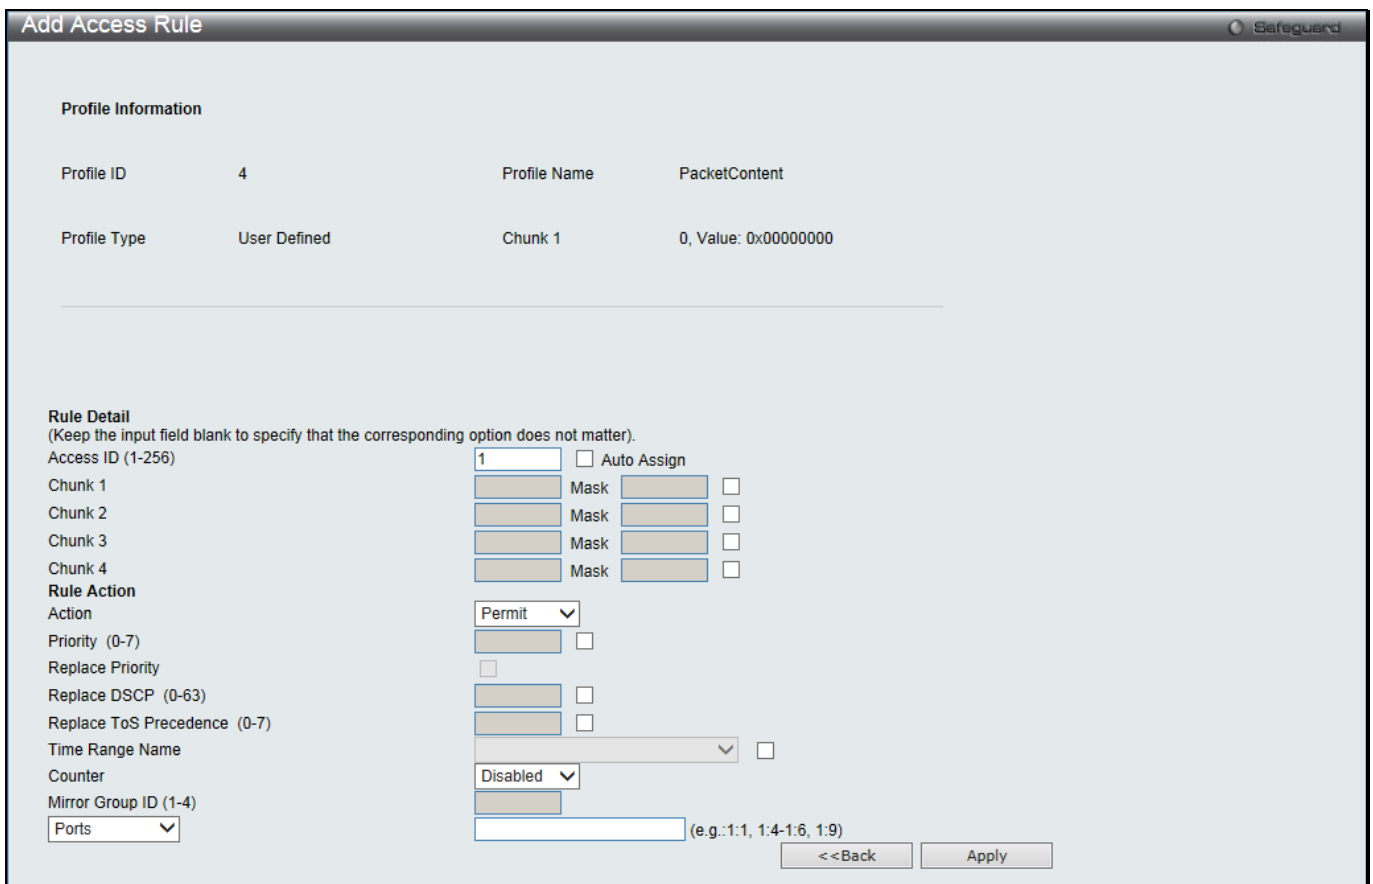 Add Access Rule Safeguard
Profile Information
Profile ID 4 Profile Name PacketContent
Profile Type User Defined Chunk 1 0, Value: 0x00000000
Rule Detail
(Keep the input field blank to specify that the corresponding option does not matter).
Access ID (1-256) 1 Auto Assign
Chunk 1 Mask
Chunk 2 Mask
Chunk 3 Mask
Chunk 4 Mask
Rule Action
Action Permit
Priority (0-7)
Replace Priority
Replace DSCP (0-63)
Replace ToS Precedence (0-7)
Time Range Name
Counter Disabled
Mirror Group ID (1-4)
Ports (e.g.:1:1, 1:4-1:6, 1:9)
<<Back Apply